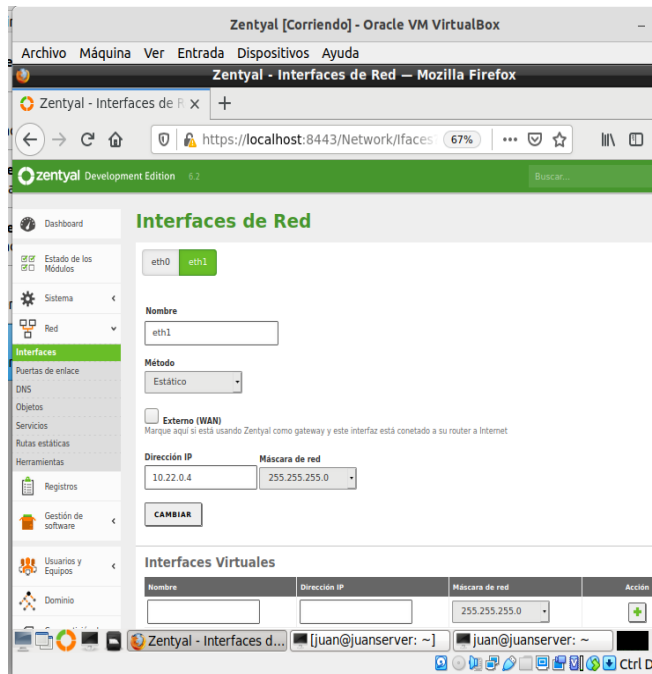 Zentyal [Corriendo] - Oracle VM VirtualBox
Archivo Máquina Ver Entrada Dispositivos Ayuda
Zentyal - Interfaces de Red — Mozilla Firefox
Zentyal - Interfaces de R
https://localhost:8443/Network/Ifaces? 67%
zentyal Development Edition 6.2 Buscar...
Dashboard
Estado de los
Módulos
Sistema
Red
Interfaces
Puertas de enlace
DNS
Objetos
Servicios
Rutas estáticas
Herramientas
Registros
Gestión de
software
Usuarios y
Equipos
Dominio
Interfaces de Red
eth0 eth1
Nombre
eth1
Método
Estático
Externo (WAN)
Marque aquí si está usando Zentyal como gateway y este interfaz está conetado a su router a Internet
Dirección IP Máscara de red
10.22.0.4 255.255.255.0
CAMBIAR
Interfaces Virtuales
Nombre Dirección IP Máscara de red Acción
255.255.255.0
Zentyal - Interfaces d... [juan@juanserver: ~] juan@juanserver: ~
Ctrl D